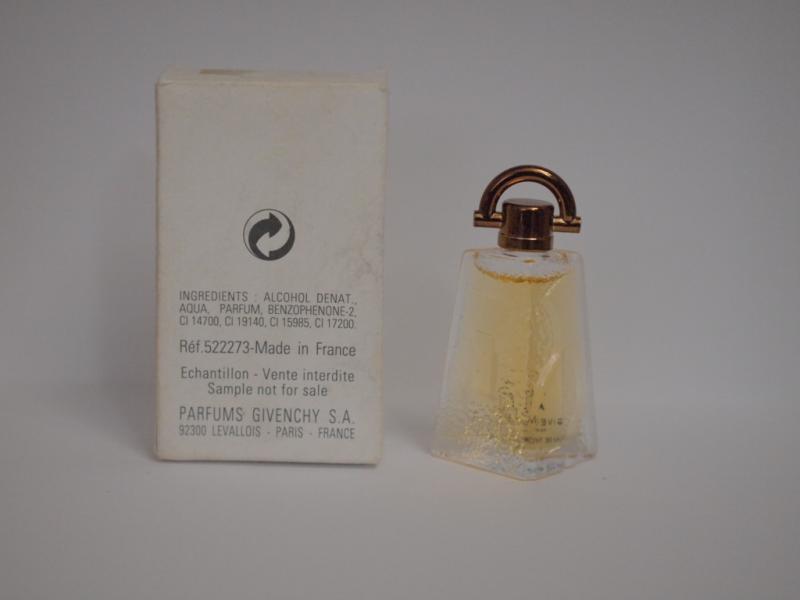 INGREDIENTS : ALCOHOL DENAT.,
AQUA, PARFUM, BENZOPHENONE-2,
CI 14700, CI 19140, CI 15985, CI 17200.
Réf.522273-Made in France
Echantillon - Vente interdite
Sample not for sale
PARFUMS GIVENCHY S.A.
92300 LEVALLOIS - PARIS - FRANCE